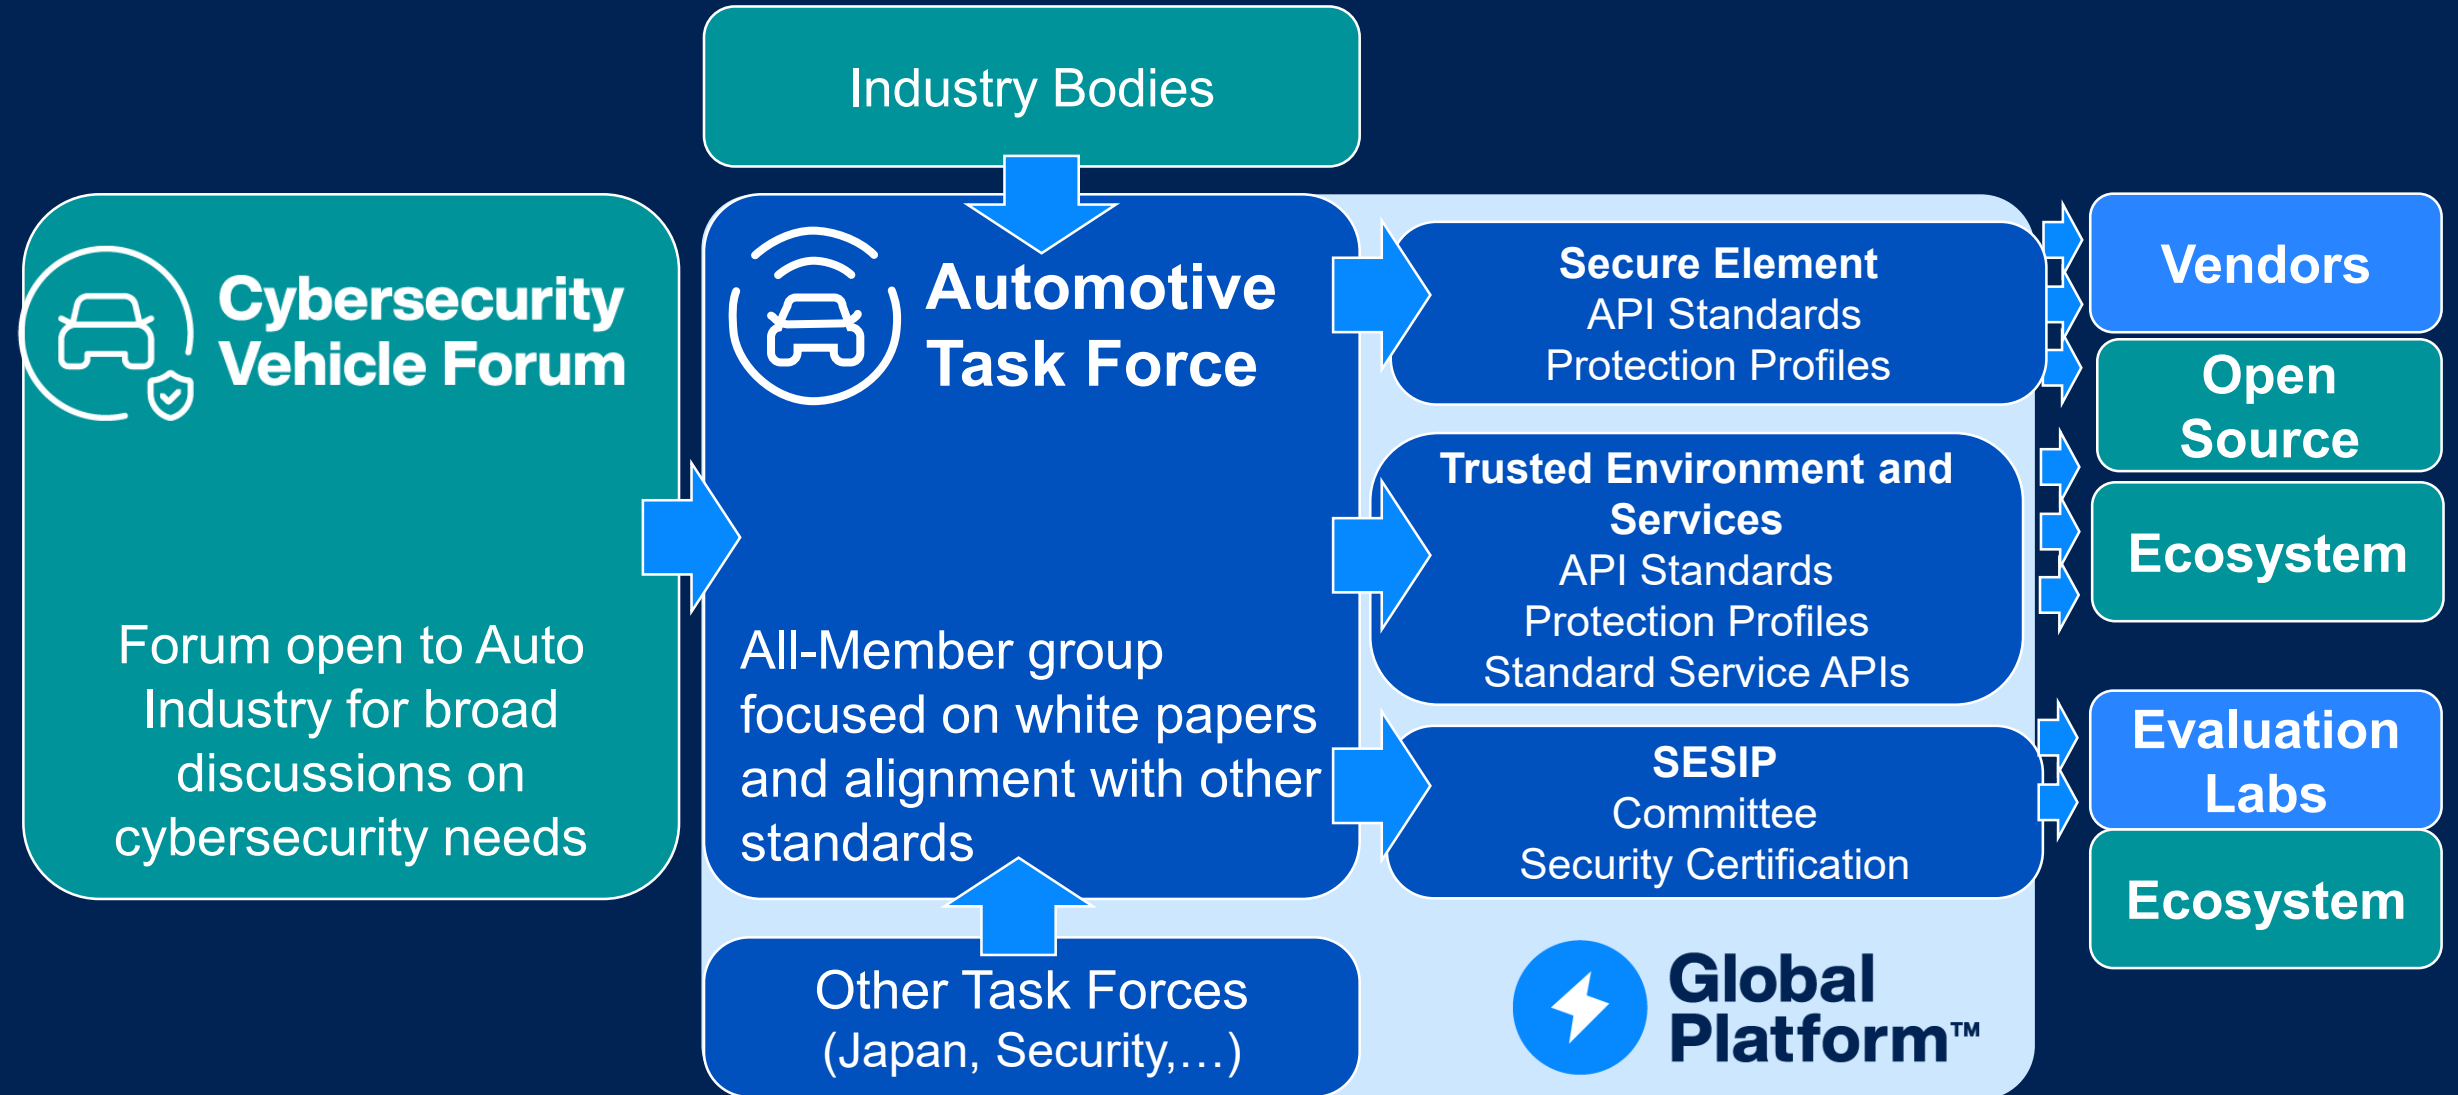 Industry Bodies
Cybersecurity
Vehicle Forum
Forum open to Auto
Industry for broad
discussions on
cybersecurity needs
Automotive
Task Force
All-Member group
focused on white papers
and alignment with other
standards
Other Task Forces
(Japan, Security,…)
Secure Element
API Standards
Protection Profiles
Trusted Environment and
Services
API Standards
Protection Profiles
Standard Service APIs
SESIP
Committee
Security Certification
Global
Platform™
Vendors
Open
Source
Ecosystem
Evaluation
Labs
Ecosystem